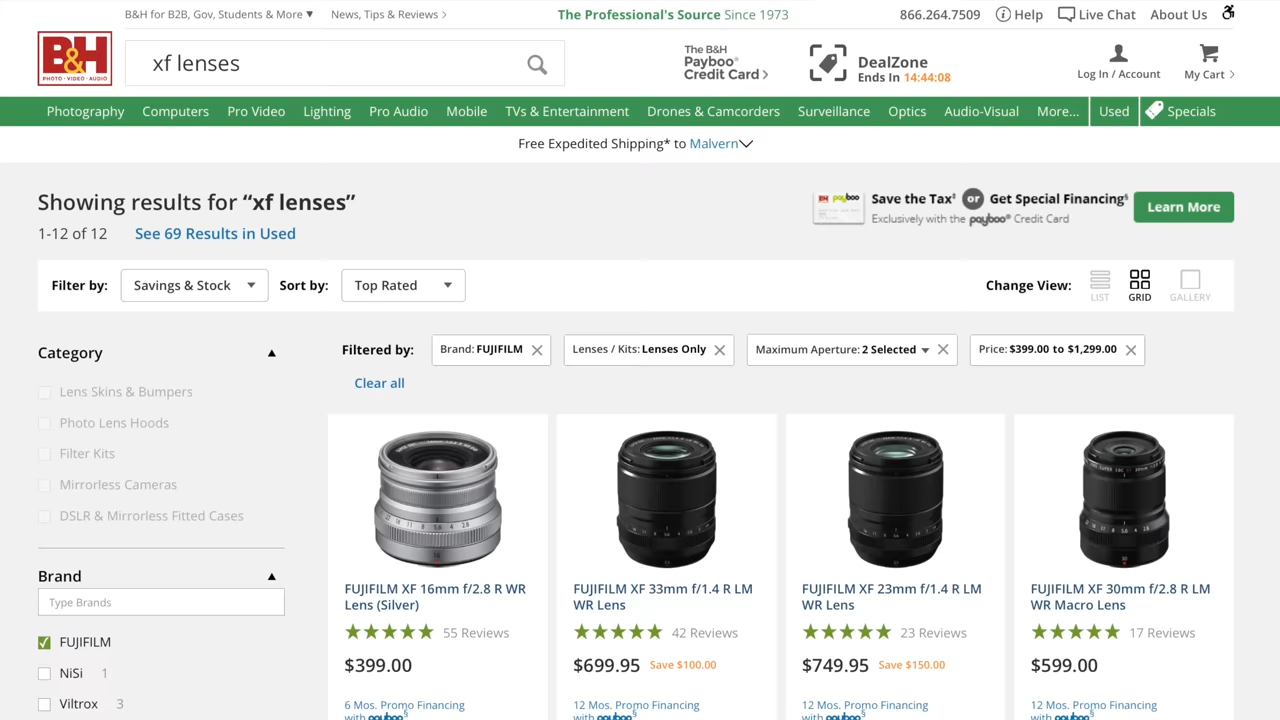 B&H for B2B, Gov, Students & More
News, Tips & Reviews
The Professional's Source Since 1973
866.264.7509
Help
Live Chat
About Us
B&H
PHOTO · VIDEO · AUDIO
xf lenses
The B&H
Payboo®
Credit Card
DealZone
Ends In 14:44:08
Log In / Account
My Cart
Photography
Computers
Pro Video
Lighting
Pro Audio
Mobile
TVs & Entertainment
Drones & Camcorders
Surveillance
Optics
Audio-Visual
More...
Used
Specials
Free Expedited Shipping* to Malvern
Showing results for “xf lenses”
1-12 of 12
See 69 Results in Used
Save the Tax‡ or Get Special Financing§
Exclusively with the payboo® Credit Card
Learn More
Filter by:
Savings & Stock
Sort by:
Top Rated
Change View:
LIST
GRID
GALLERY
Category
Lens Skins & Bumpers
Photo Lens Hoods
Filter Kits
Mirrorless Cameras
DSLR & Mirrorless Fitted Cases
Brand
Type Brands
FUJIFILM
NiSi 1
Viltrox 3
Filtered by:
Brand: FUJIFILM
Lenses / Kits: Lenses Only
Maximum Aperture: 2 Selected
Price: $399.00 to $1,299.00
Clear all
FUJIFILM XF 16mm f/2.8 R WR
Lens (Silver)
55 Reviews
$399.00
6 Mos. Promo Financing
with payboo§
FUJIFILM XF 33mm f/1.4 R LM
WR Lens
42 Reviews
$699.95 Save $100.00
12 Mos. Promo Financing
with payboo§
FUJIFILM XF 23mm f/1.4 R LM
WR Lens
23 Reviews
$749.95 Save $150.00
12 Mos. Promo Financing
with payboo§
FUJIFILM XF 30mm f/2.8 R LM
WR Macro Lens
17 Reviews
$599.00
12 Mos. Promo Financing
with payboo§